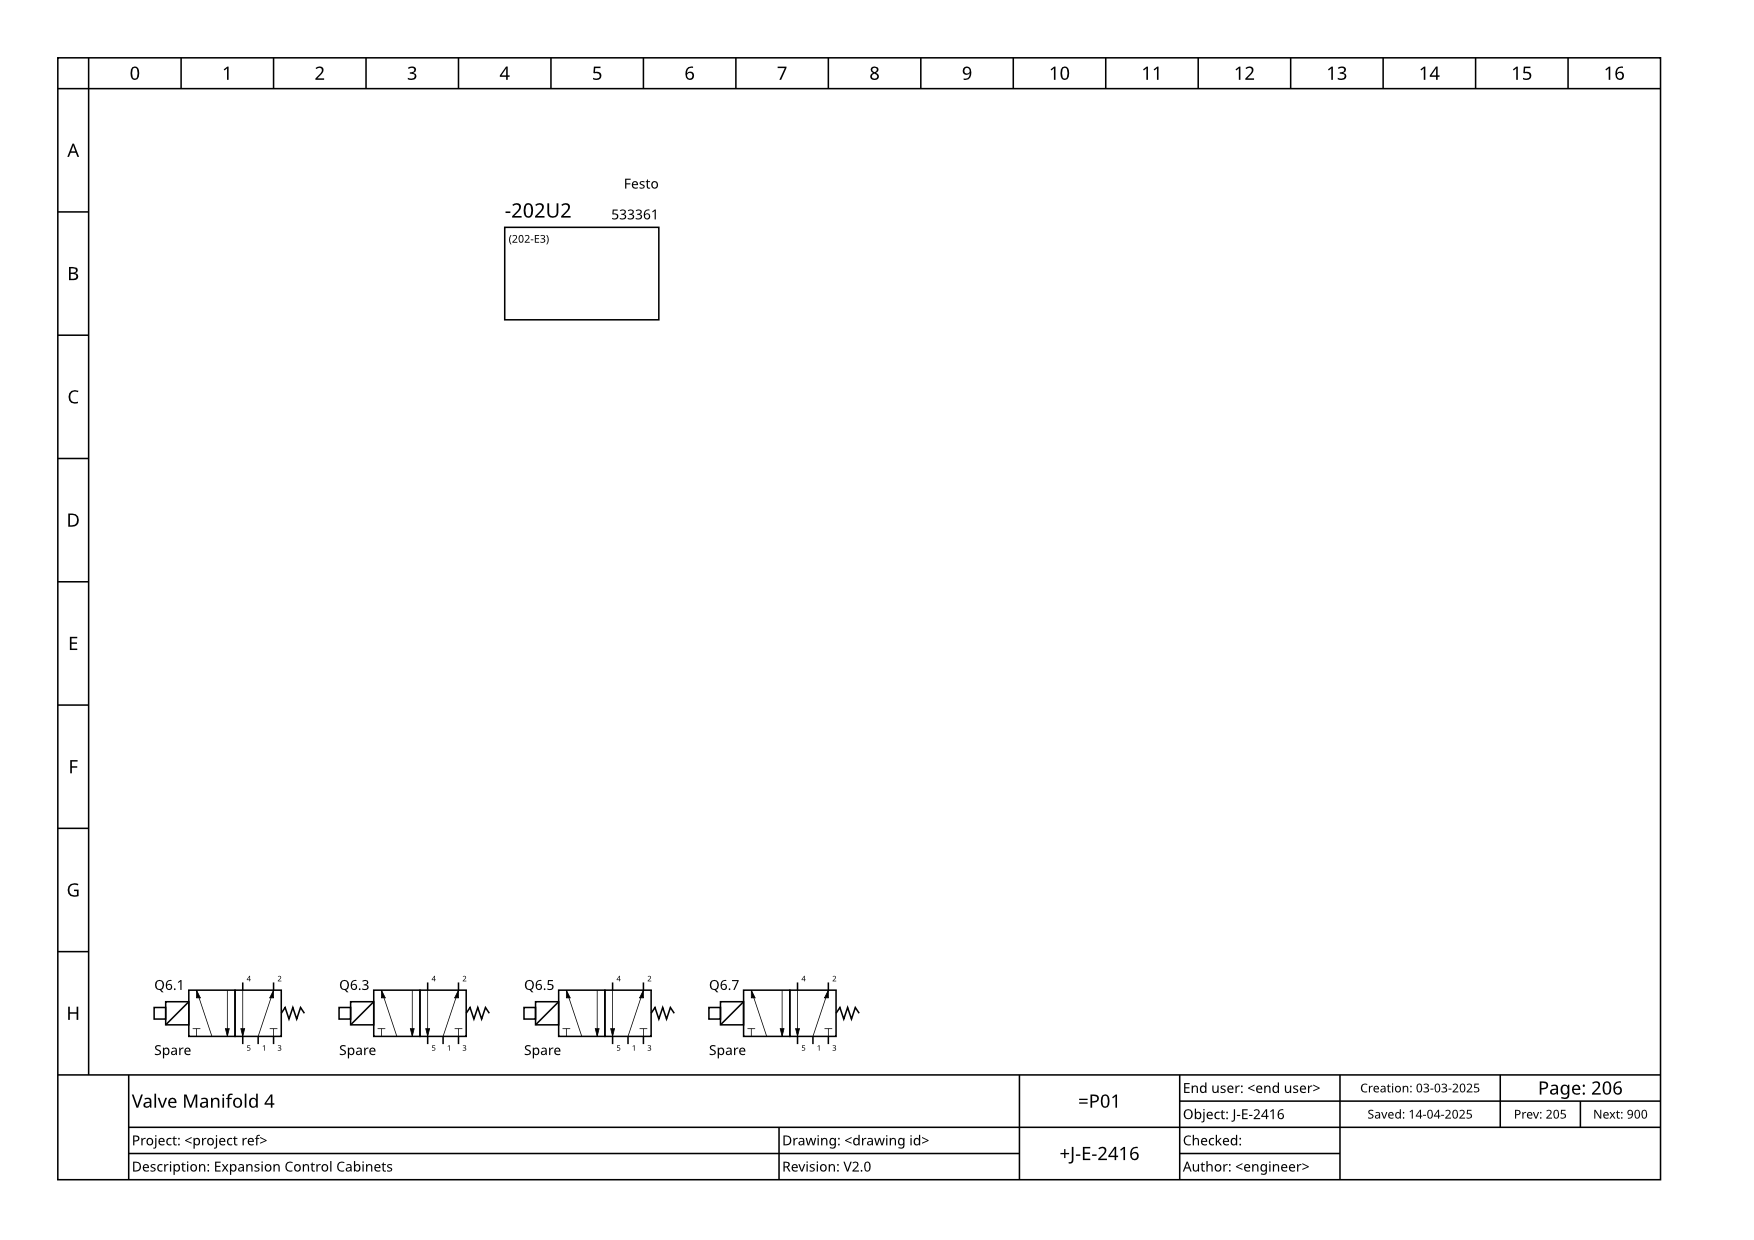 0 1 2 3 4 5 6 7 8 9 10 11 12 13 14 15 16
A
Festo
-202U2 533361
(202-E3)
B
C
D
E
F
G
H
Q6.1 4 2 Q6.3 4 2 Q6.5 4 2 Q6.7 4 2
Spare 5 1 3 Spare 5 1 3 Spare 5 1 3 Spare 5 1 3
Valve Manifold 4
=P01
End user: <end user>
Creation: 03-03-2025
Page: 206
Object: J-E-2416
Saved: 14-04-2025
Prev: 205
Next: 900
Project: <project ref>
Drawing: <drawing id>
+J-E-2416
Checked:
Description: Expansion Control Cabinets
Revision: V2.0
Author: <engineer>